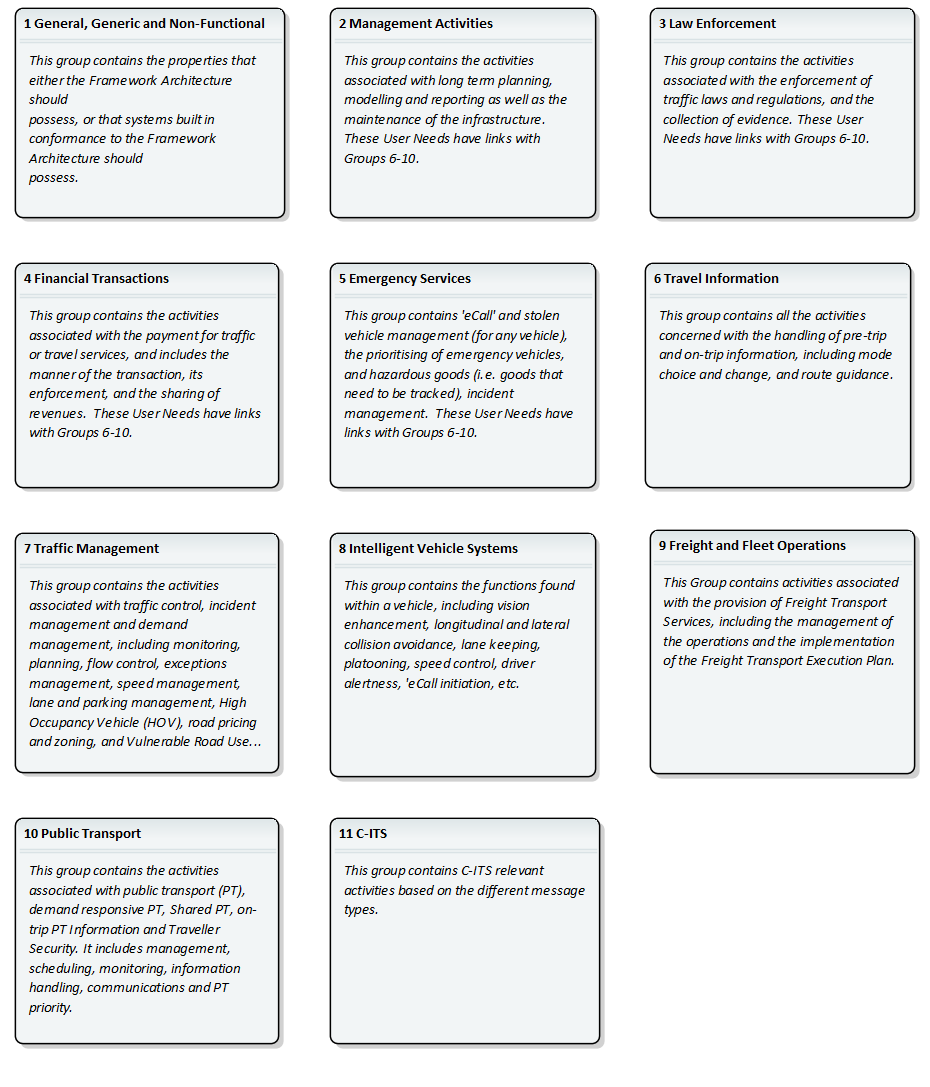 1 General, Generic and Non-Functional
This group contains the properties that
either the Framework Architecture
should
possess, or that systems built in
conformance to the Framework
Architecture should
possess.
2 Management Activities
This group contains the activities
associated with long term planning,
modelling and reporting as well as the
maintenance of the infrastructure.
These User Needs have links with
Groups 6-10.
3 Law Enforcement
This group contains the activities
associated with the enforcement of
traffic laws and regulations, and the
collection of evidence. These User
Needs have links with Groups 6-10.
4 Financial Transactions
This group contains the activities
associated with the payment for traffic
or travel services, and includes the
manner of the transaction, its
enforcement, and the sharing of
revenues. These User Needs have links
with Groups 6-10.
5 Emergency Services
This group contains 'eCall' and stolen
vehicle management (for any vehicle),
the prioritising of emergency vehicles,
and hazardous goods (i.e. goods that
need to be tracked), incident
management. These User Needs have
links with Groups 6-10.
6 Travel Information
This group contains all the activities
concerned with the handling of pre-trip
and on-trip information, including mode
choice and change, and route guidance.
7 Traffic Management
This group contains the activities
associated with traffic control, incident
management and demand
management, including monitoring,
planning, flow control, exceptions
management, speed management,
lane and parking management, High
Occupancy Vehicle (HOV), road pricing
and zoning, and Vulnerable Road Use...
8 Intelligent Vehicle Systems
This group contains the functions found
within a vehicle, including vision
enhancement, longitudinal and lateral
collision avoidance, lane keeping,
platooning, speed control, driver
alertness, 'eCall initiation, etc.
9 Freight and Fleet Operations
This Group contains activities associated
with the provision of Freight Transport
Services, including the management of
the operations and the implementation
of the Freight Transport Execution Plan.
10 Public Transport
This group contains the activities
associated with public transport (PT),
demand responsive PT, Shared PT, on-
trip PT Information and Traveller
Security. It includes management,
scheduling, monitoring, information
handling, communications and PT
priority.
11 C-ITS
This group contains C-ITS relevant
activities based on the different message
types.